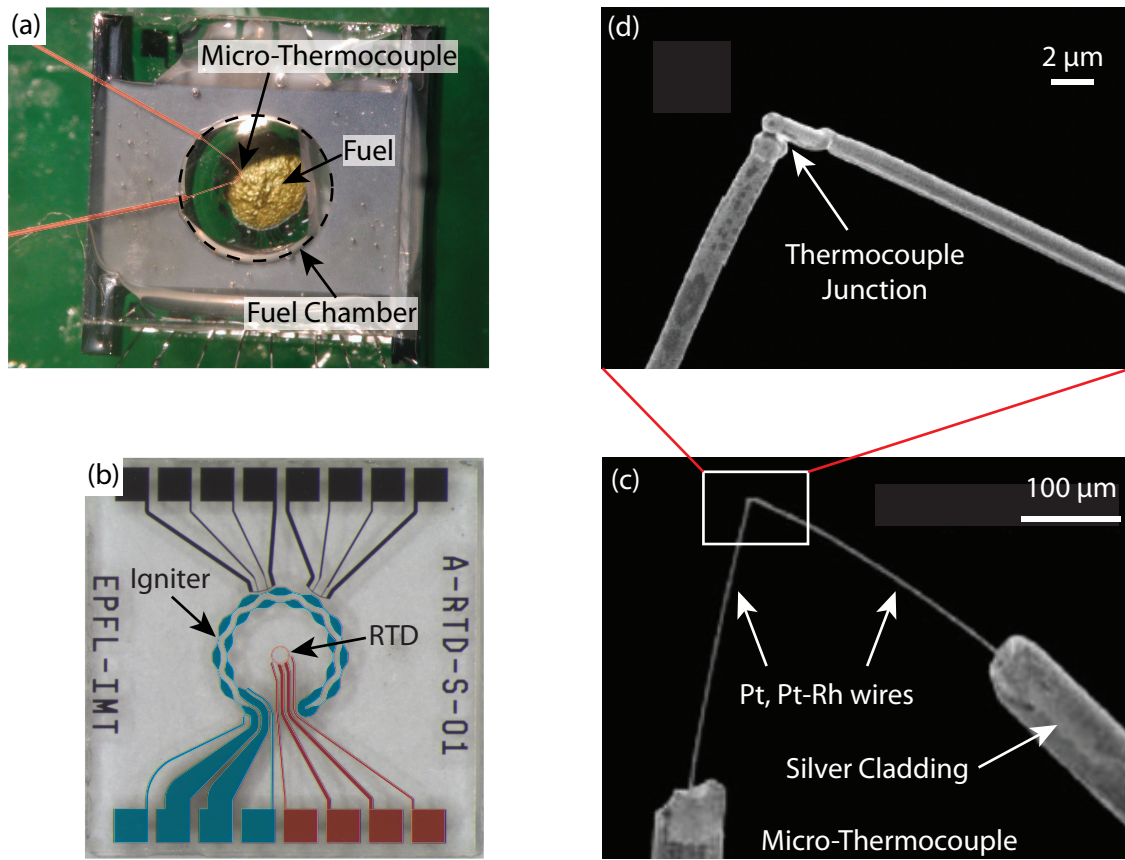 (a)
Micro-Thermocouple
Fuel
Fuel Chamber
(d)
2 μm
Thermocouple
Junction
(b)
Igniter
RTD
EPFL-IMT
A-RTD-S-01
(c)
100 μm
Pt, Pt-Rh wires
Silver Cladding
Micro-Thermocouple